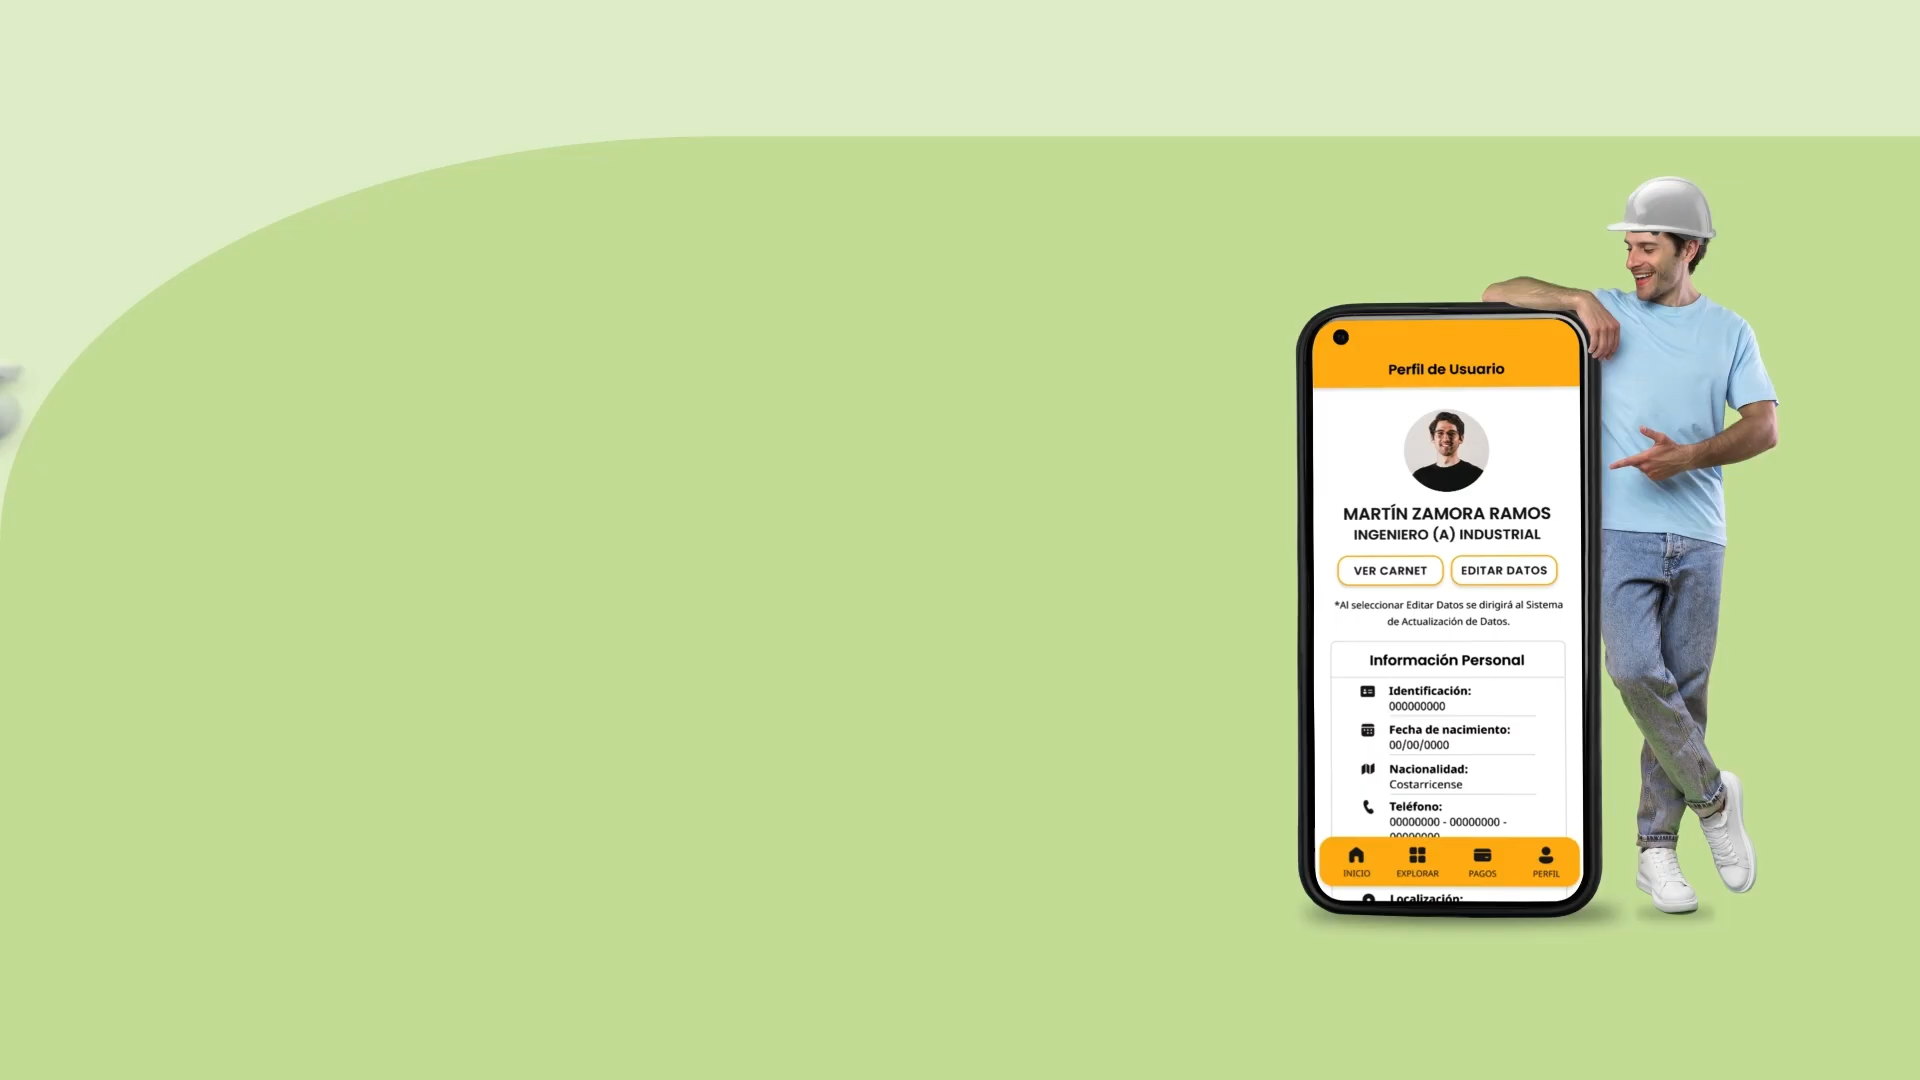 Perfil de Usuario
MARTÍN ZAMORA RAMOS
INGENIERO (A) INDUSTRIAL
VER CARNET EDITAR DATOS
*Al seleccionar Editar Datos se dirigirá al Sistema
de Actualización de Datos.
Información Personal
Identificación:
000000000
Fecha de nacimiento:
00/00/0000
Nacionalidad:
Costarricense
Teléfono:
00000000 - 00000000 -
00000000
INICIO EXPLORAR PAGOS PERFIL
Localización: